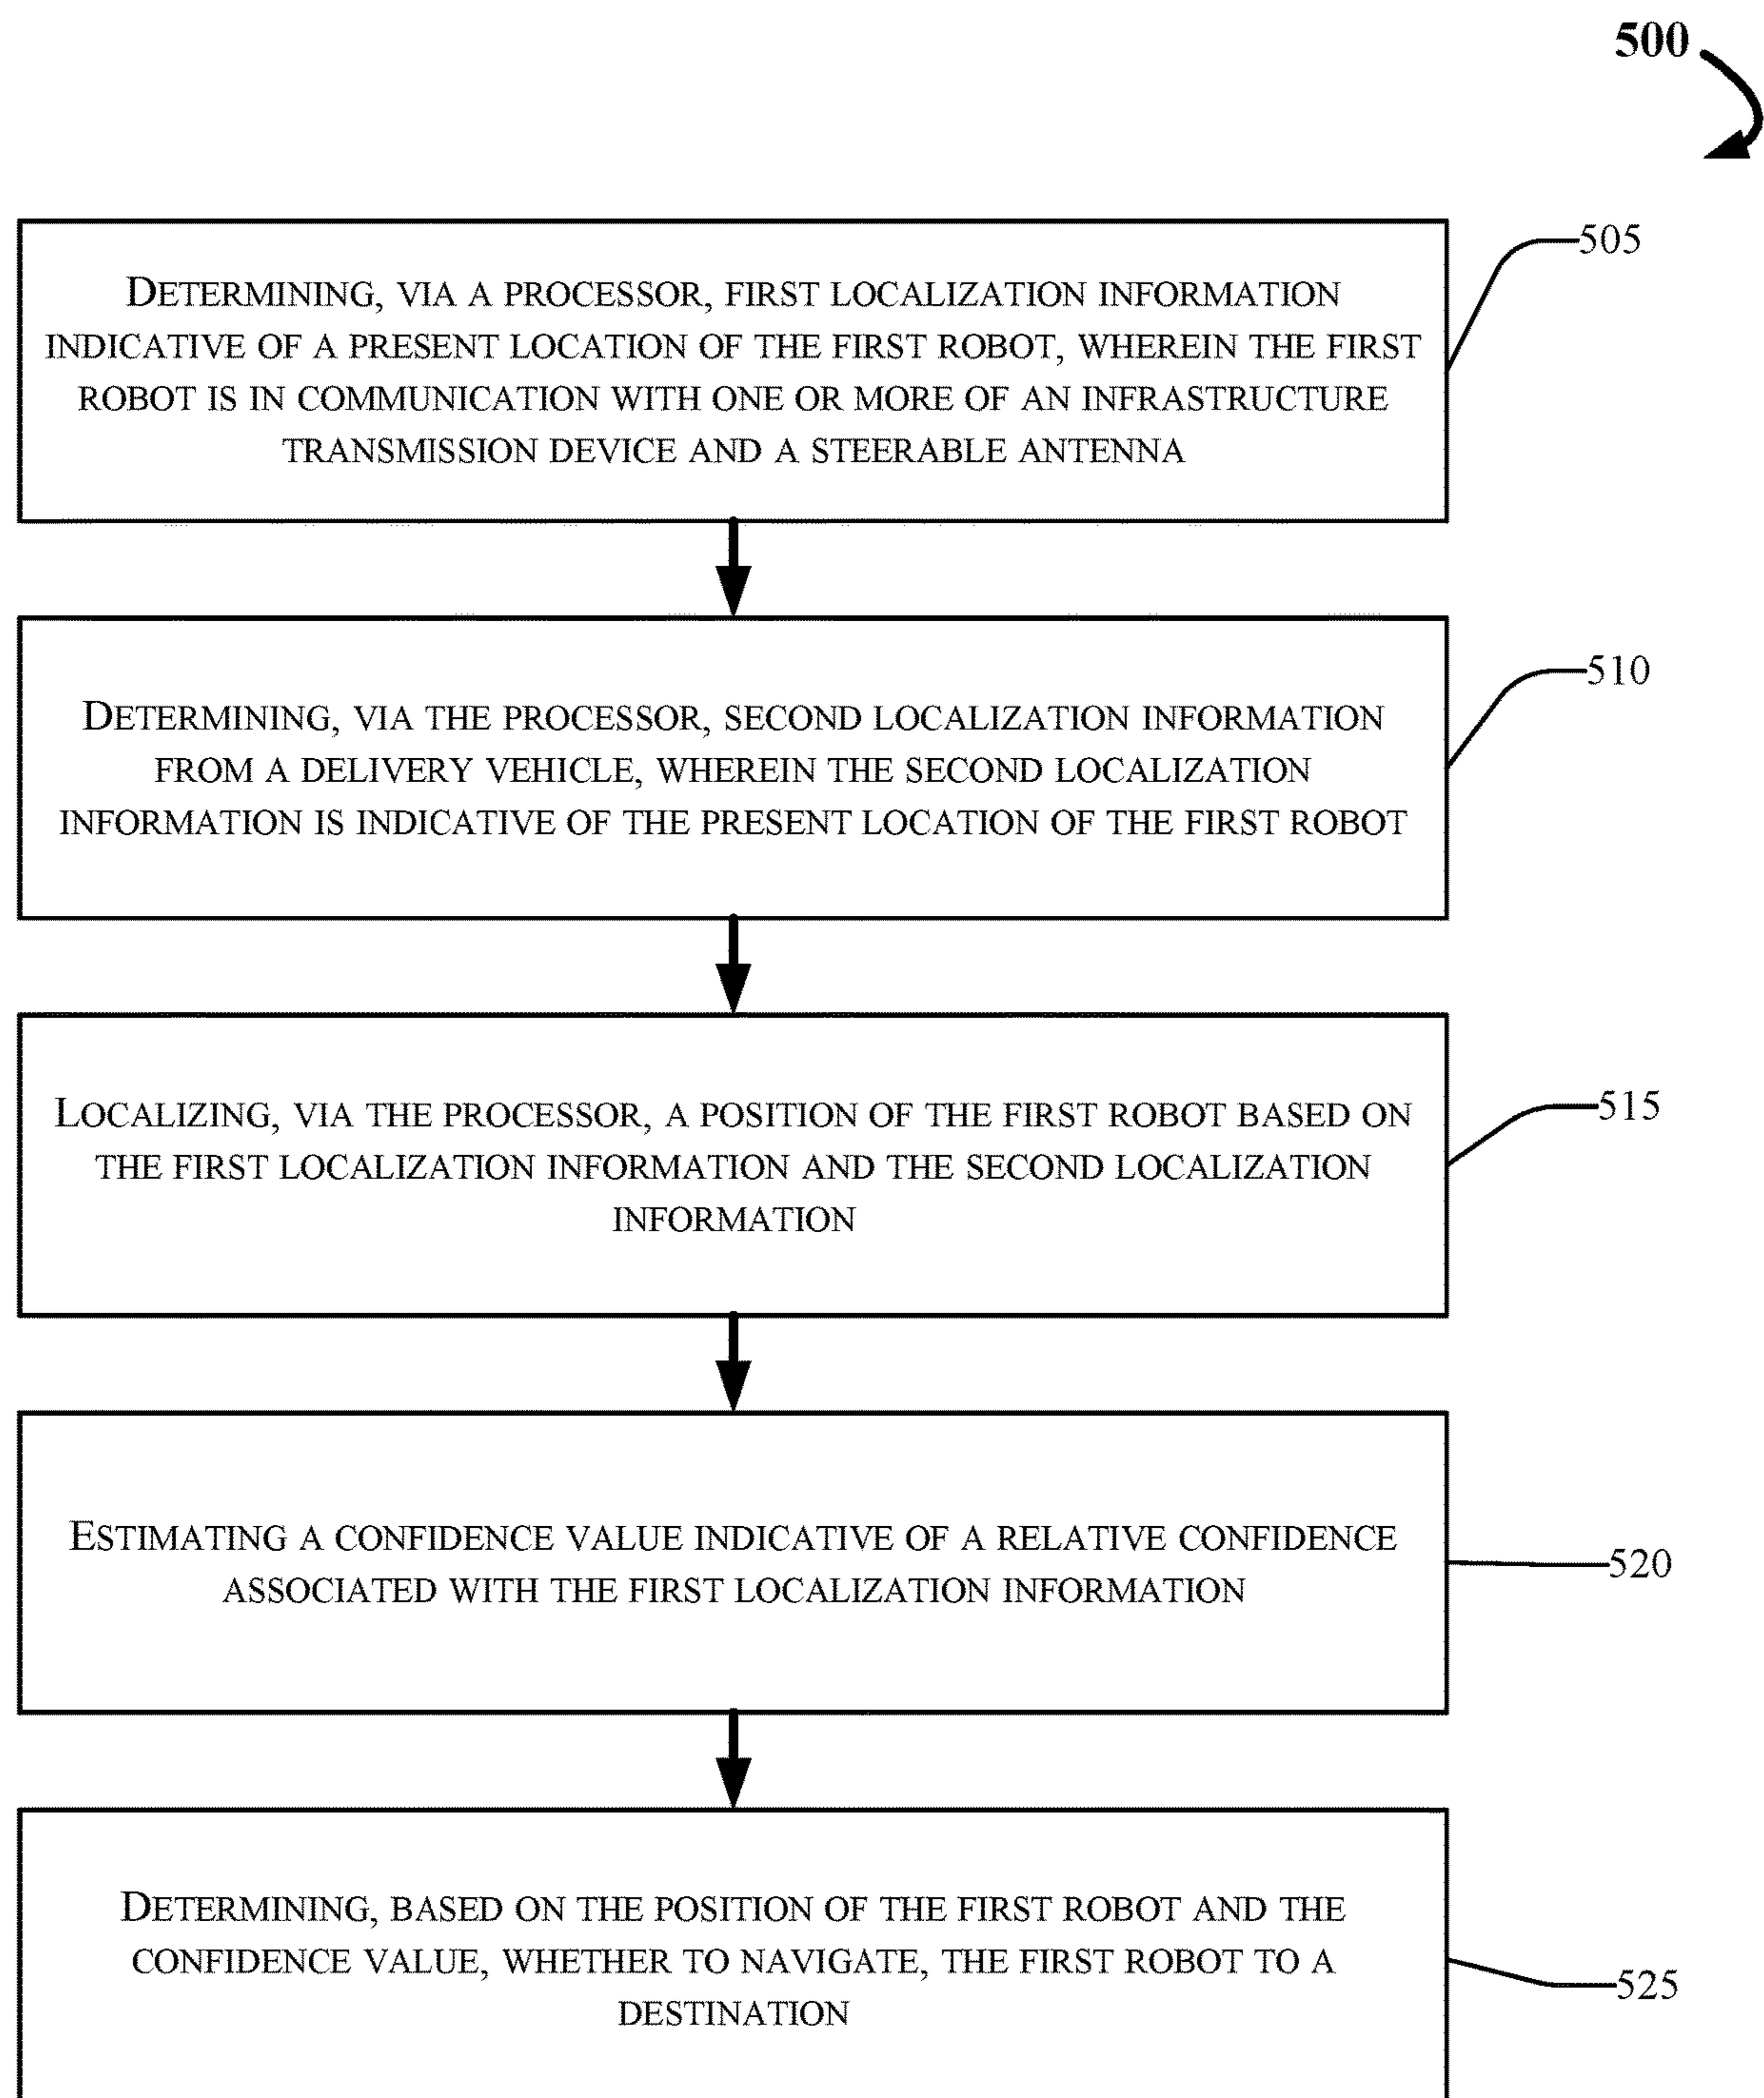 500
DETERMINING, VIA A PROCESSOR, FIRST LOCALIZATION INFORMATION
INDICATIVE OF A PRESENT LOCATION OF THE FIRST ROBOT, WHEREIN THE FIRST
ROBOT IS IN COMMUNICATION WITH ONE OR MORE OF AN INFRASTRUCTURE
TRANSMISSION DEVICE AND A STEERABLE ANTENNA
505
DETERMINING, VIA THE PROCESSOR, SECOND LOCALIZATION INFORMATION
FROM A DELIVERY VEHICLE, WHEREIN THE SECOND LOCALIZATION
INFORMATION IS INDICATIVE OF THE PRESENT LOCATION OF THE FIRST ROBOT
510
LOCALIZING, VIA THE PROCESSOR, A POSITION OF THE FIRST ROBOT BASED ON
THE FIRST LOCALIZATION INFORMATION AND THE SECOND LOCALIZATION
INFORMATION
515
ESTIMATING A CONFIDENCE VALUE INDICATIVE OF A RELATIVE CONFIDENCE
ASSOCIATED WITH THE FIRST LOCALIZATION INFORMATION
520
DETERMINING, BASED ON THE POSITION OF THE FIRST ROBOT AND THE
CONFIDENCE VALUE, WHETHER TO NAVIGATE, THE FIRST ROBOT TO A
DESTINATION
525